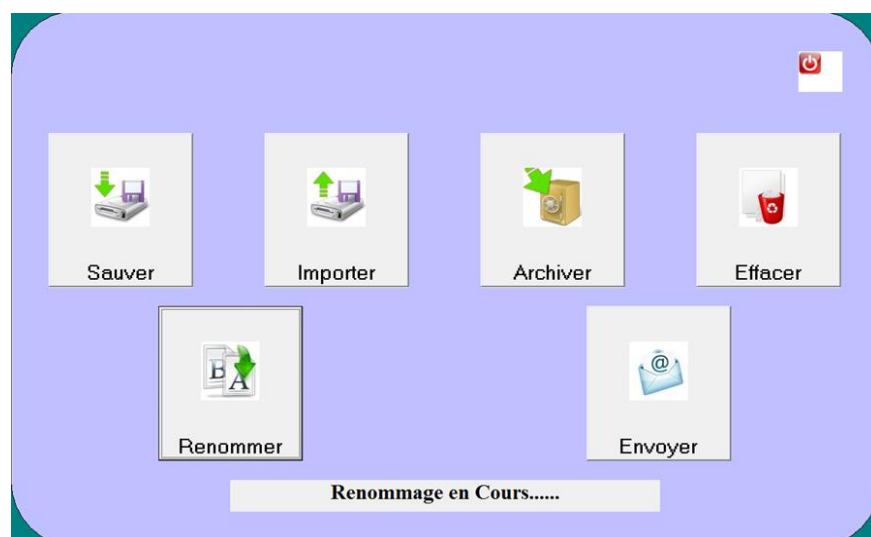 Sauver
Importer
Archiver
Effacer
Renommer
Envoyer
Renommage en Cours......